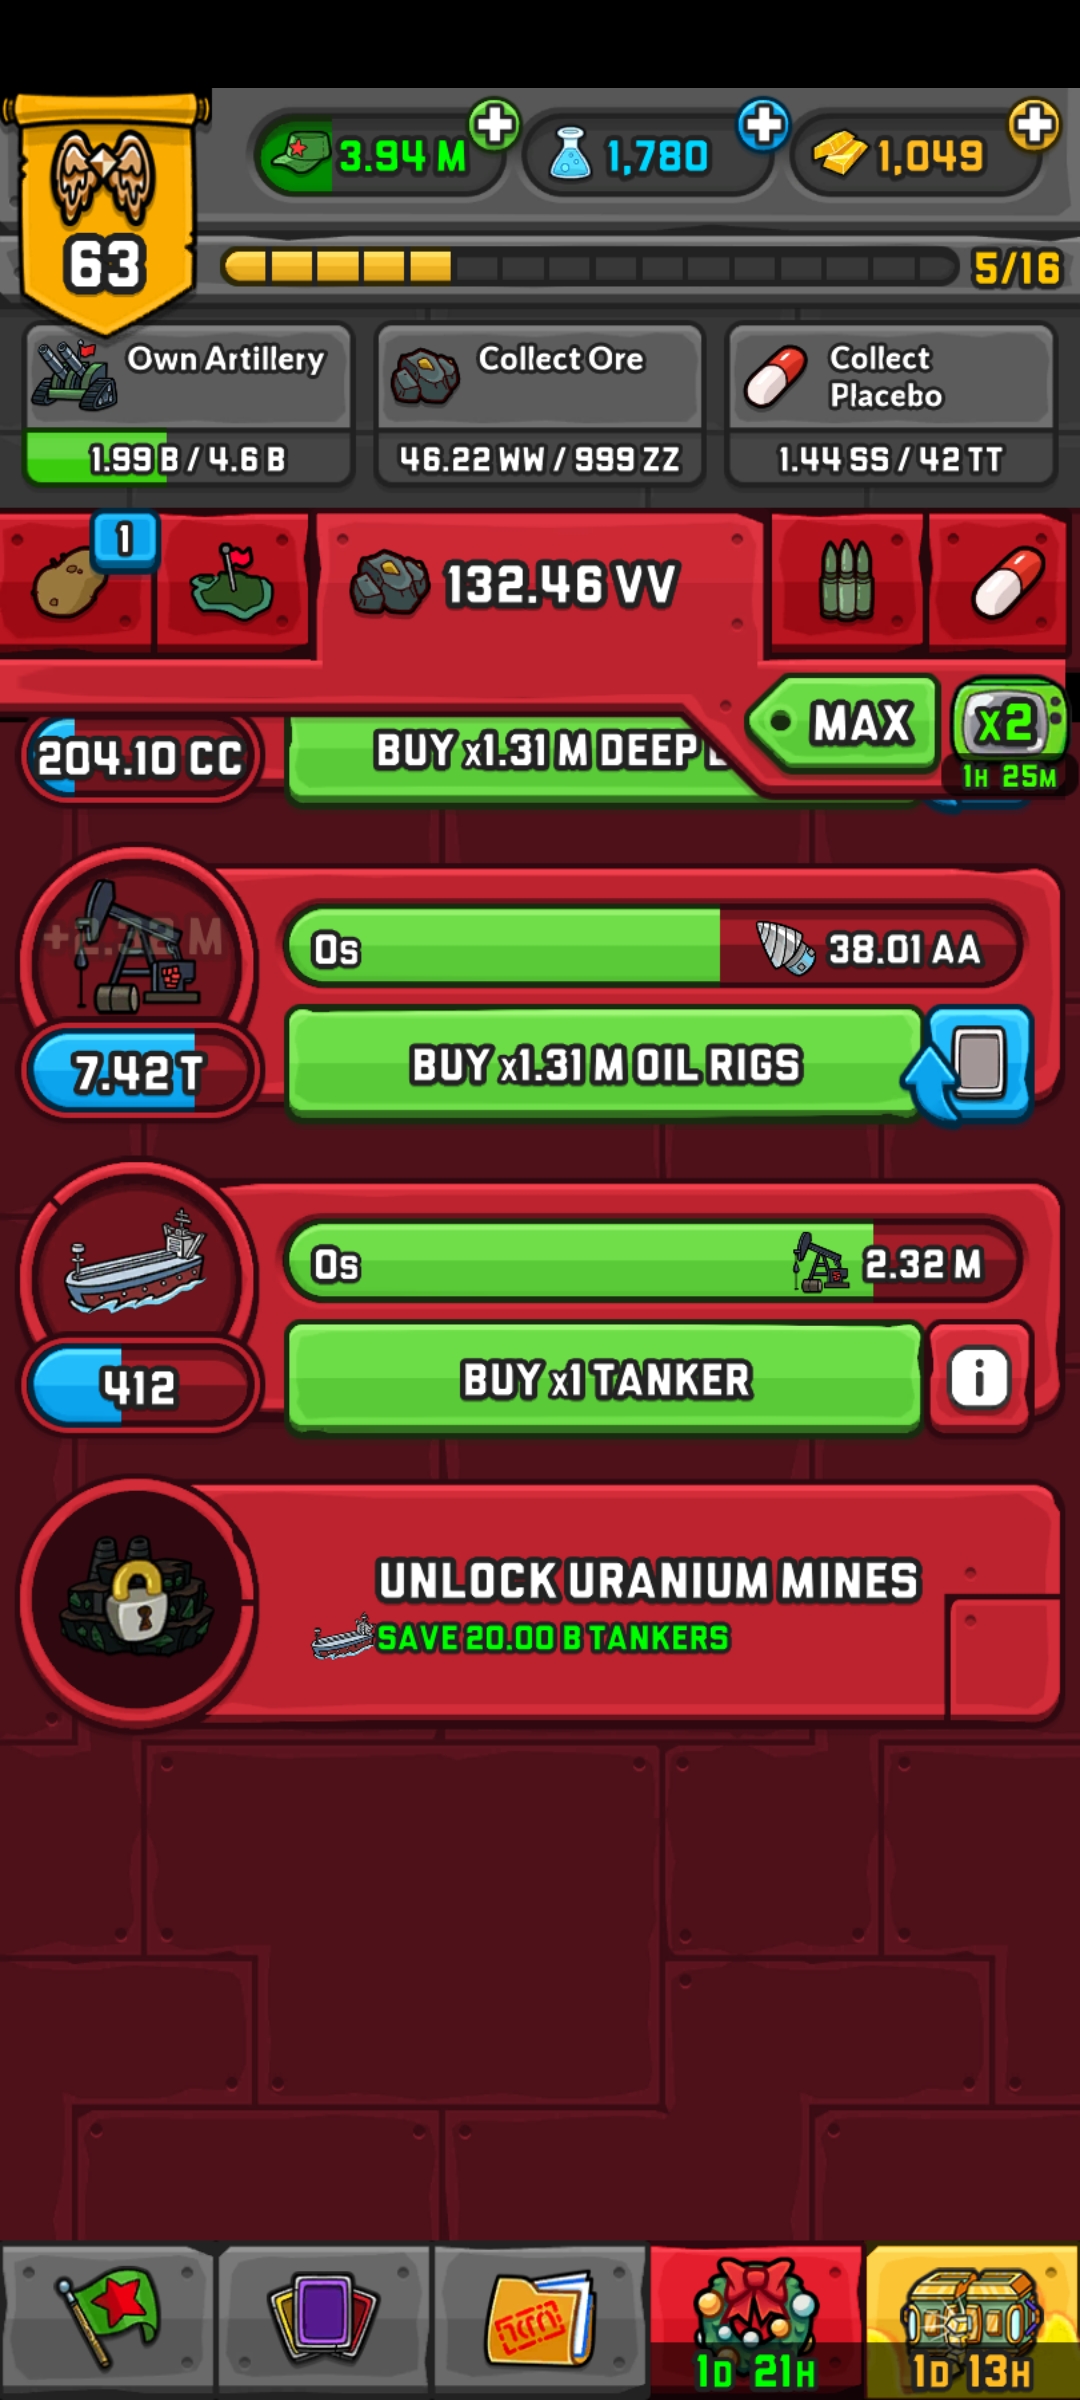 3.94 M
1,780
1,049
63
5/16
Own Artillery
1.99 B / 4.6 B
Collect Ore
46.22 WW / 999 ZZ
Collect
Placebo
1.44 SS / 42 TT
1
132.46 VV
MAX
X2
1H 25M
204.10 CC
BUY x1.31 M DEEP
0s
38.01 AA
7.42 T
BUY x1.31 M OIL RIGS
0s
2.32 M
412
BUY x1 TANKER
i
UNLOCK URANIUM MINES
SAVE 20.00 B TANKERS
1D 21H
1D 13H